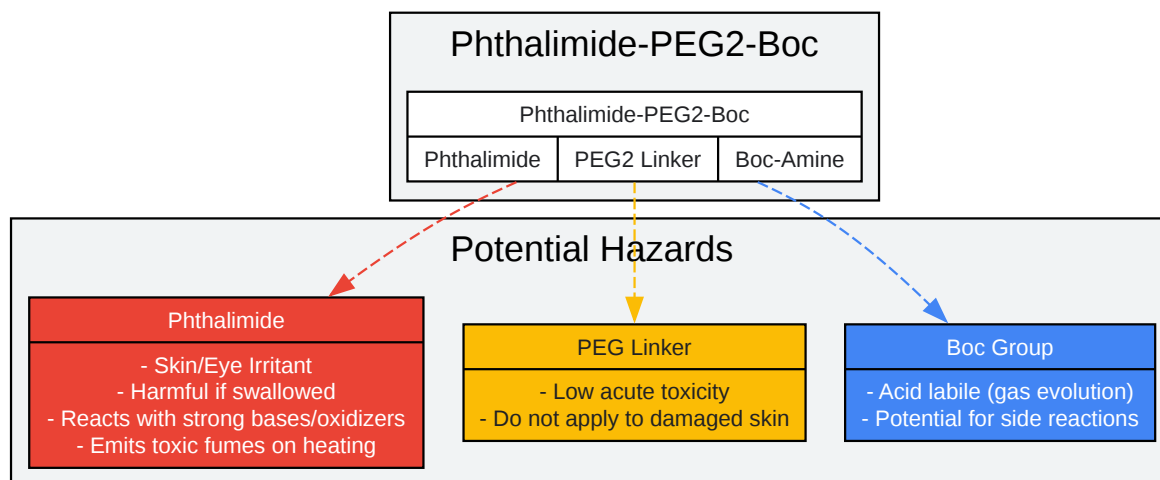 Phthalimide-PEG2-Boc
Phthalimide-PEG2-Boc
Phthalimide
PEG2 Linker
Boc-Amine
Potential Hazards
Phthalimide
- Skin/Eye Irritant
- Harmful if swallowed
- Reacts with strong bases/oxidizers
- Emits toxic fumes on heating
PEG Linker
- Low acute toxicity
- Do not apply to damaged skin
Boc Group
- Acid labile (gas evolution)
- Potential for side reactions